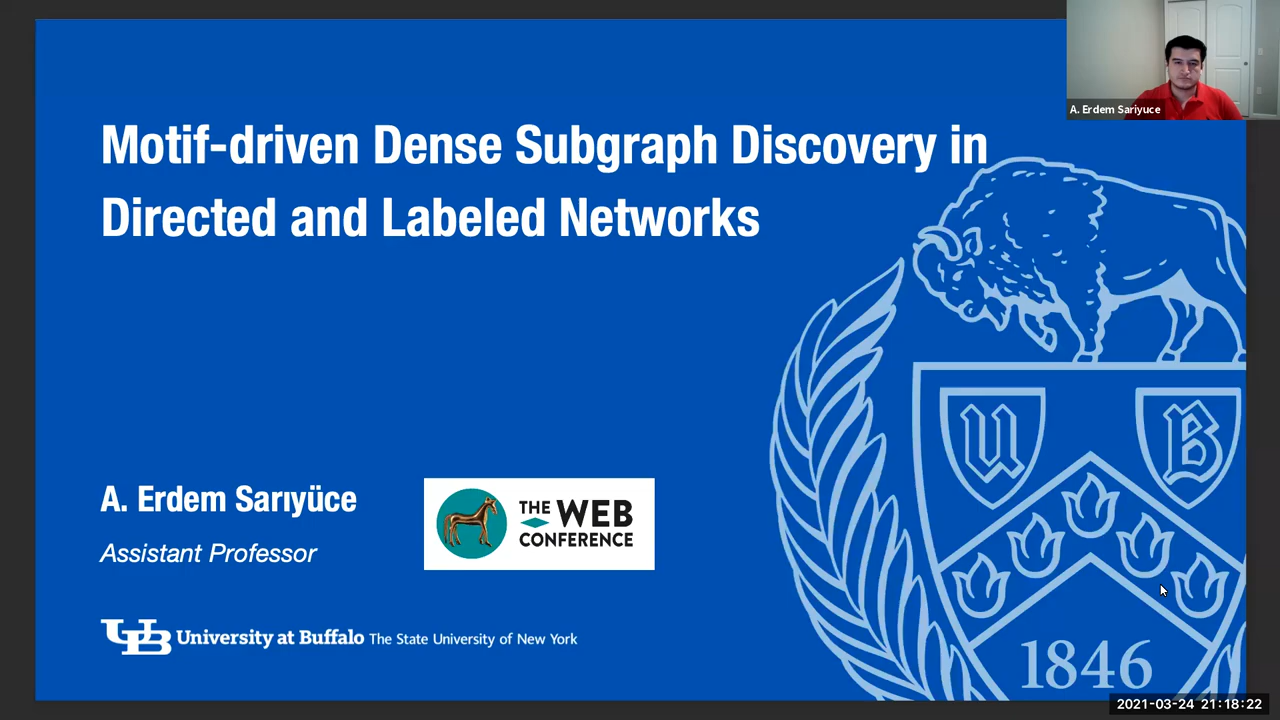 A. Erdem Sariyuce
Motif-driven Dense Subgraph Discovery in
Directed and Labeled Networks
A. Erdem Sarıyüce
Assistant Professor
THE WEB
CONFERENCE
UB University at Buffalo The State University of New York
U B
1846
2021-03-24 21:18:22